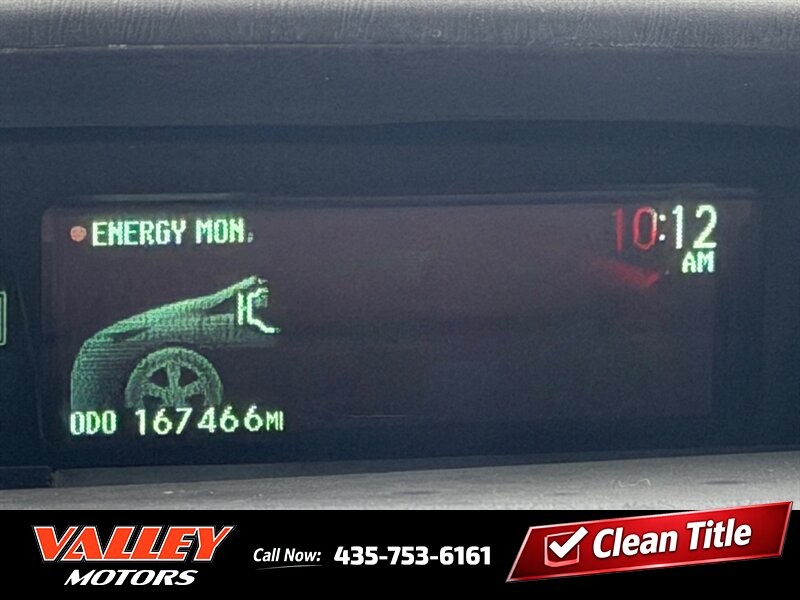 ENERGY MON.
10:12
AM
ODO 167466MI
VALLEY
MOTORS
Call Now: 435-753-6161
Clean Title